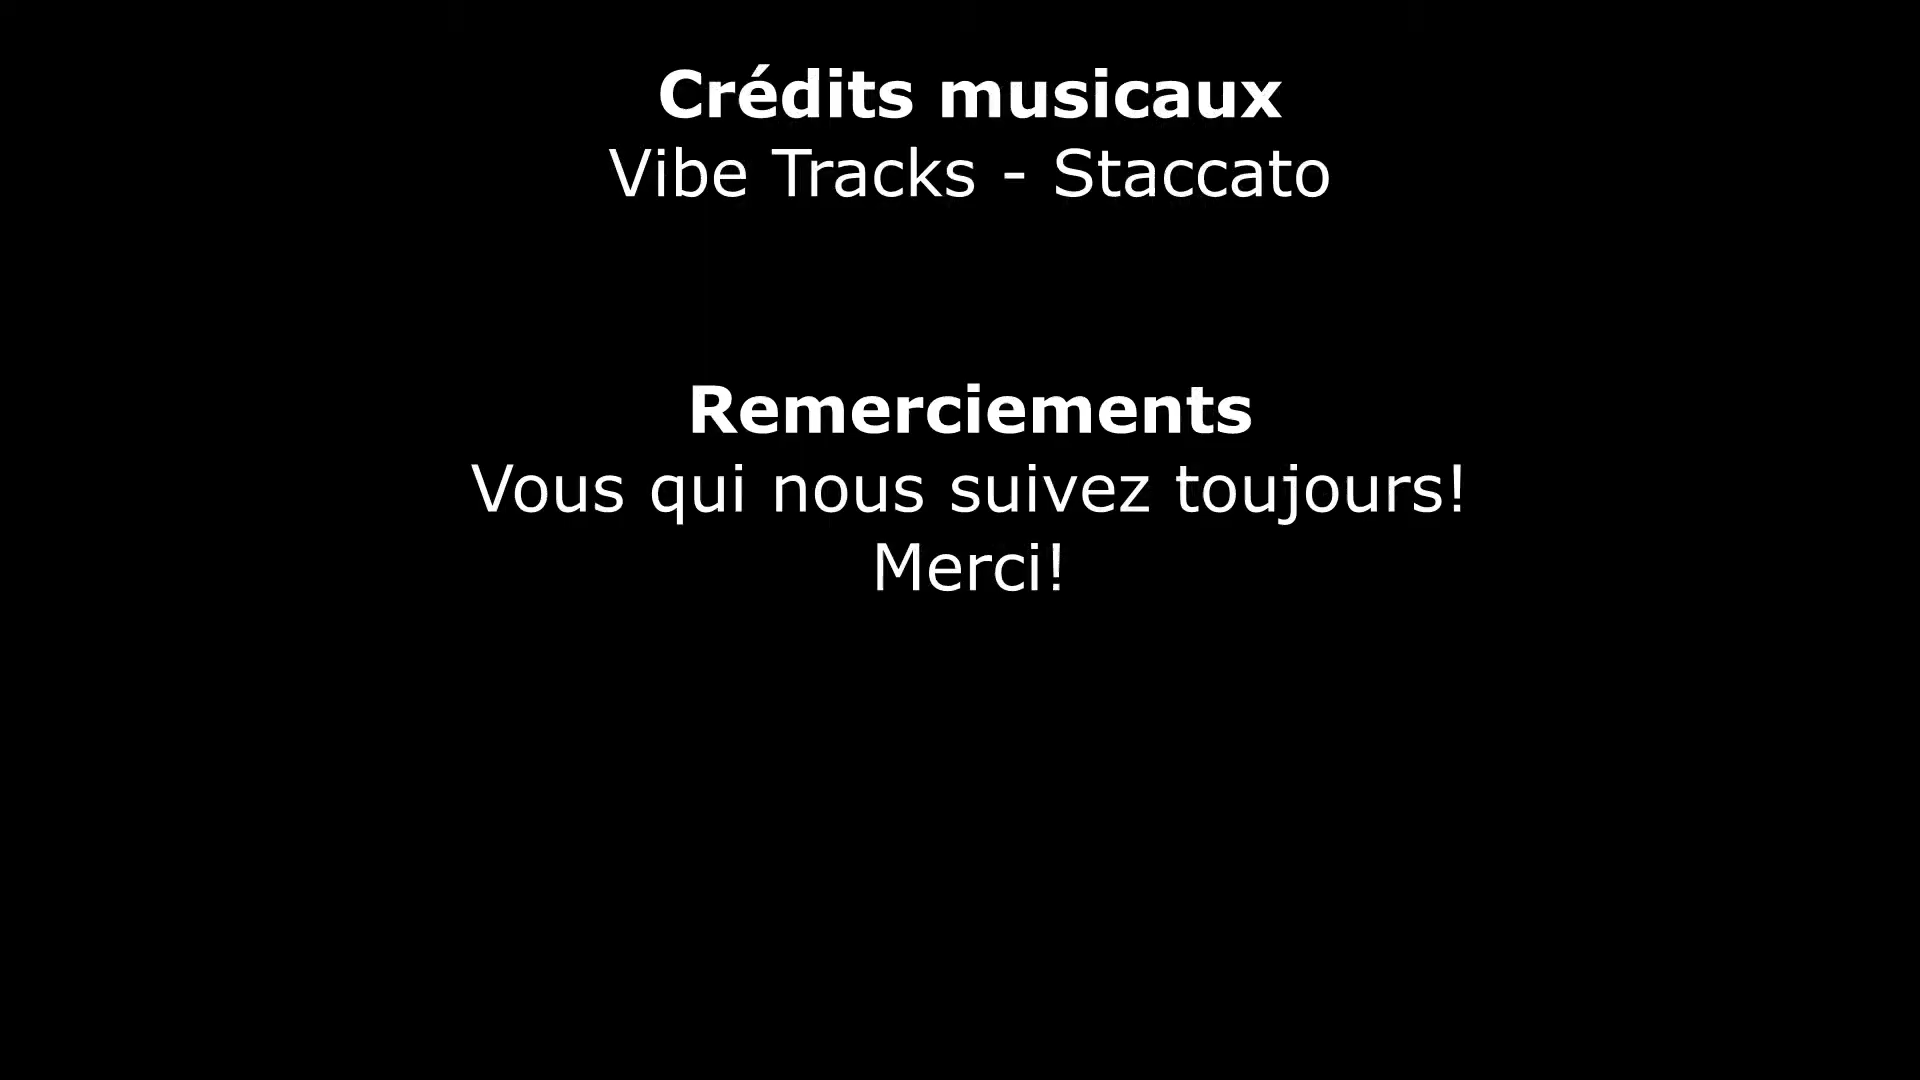 Crédits musicaux
Vibe Tracks - Staccato
Remerciements
Vous qui nous suivez toujours!
Merci!